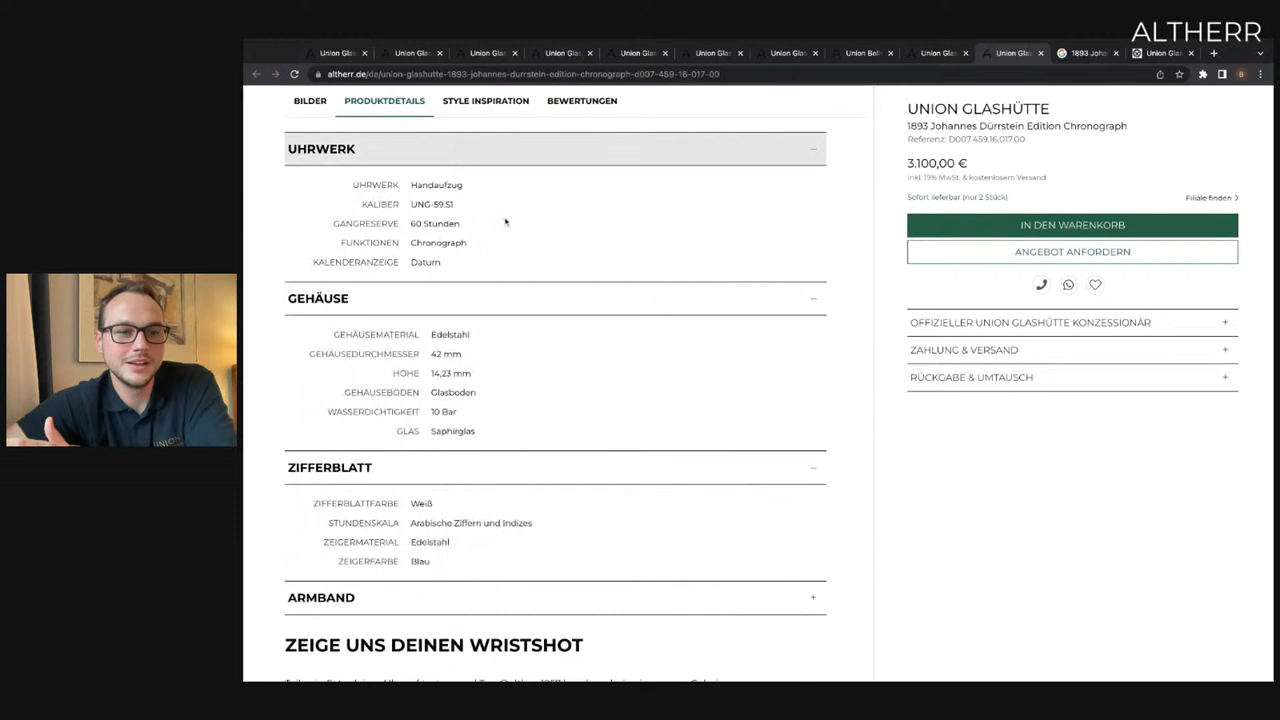 ALTHERR
Union Glas
Union Glas
Union Glas
Union Glas
Union Glas
Union Glas
Union Glas
Union Bel
Union Glas
Union Glas
1893 Joh
Union Gla
altherr.de/de/union-glashutte-1893-johannes-durrstein-edition-chronograph-d007-459-16-017-00
BILDER PRODUKTDETAILS STYLE INSPIRATION BEWERTUNGEN
UHRWERK
UHRWERK Handaufzug
KALIBER UNG-59.S1
GANGRESERVE 60 Stunden
FUNKTIONEN Chronograph
KALENDERANZEIGE Datum
GEHÄUSE
GEHÄUSEMATERIAL Edelstahl
GEHÄUSEDURCHMESSER 42 mm
HÖHE 14,23 mm
GEHÄUSEBODEN Glasboden
WASSERDICHTIGKEIT 10 Bar
GLAS Saphirglas
ZIFFERBLATT
ZIFFERBLATTFARBE Weiß
STUNDENSKALA Arabische Ziffern und Indizes
ZEIGERMATERIAL Edelstahl
ZEIGERFARBE Blau
ARMBAND
ZEIGE UNS DEINEN WRISTSHOT
UNION GLASHÜTTE
1893 Johannes Dürrstein Edition Chronograph
Referenz: D007.459.16.017.00
3.100,00 €
inkl. 19% MwSt. & kostenlosem Versand
Sofort lieferbar (nur 2 Stück) Filiale finden
IN DEN WARENKORB
ANGEBOT ANFORDERN
OFFIZIELLER UNION GLASHÜTTE KONZESSIONÄR
ZAHLUNG & VERSAND
RÜCKGABE & UMTAUSCH
UNION